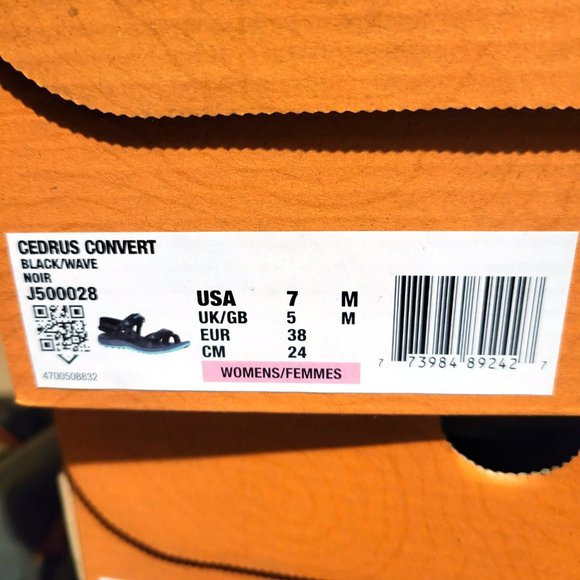 CEDRUS CONVERT
BLACK/WAVE
NOIR
J500028
4700508832
USA 7 M
UK/GB 5 M
EUR 38
CM 24
WOMENS/FEMMES
7 73984 89242 7